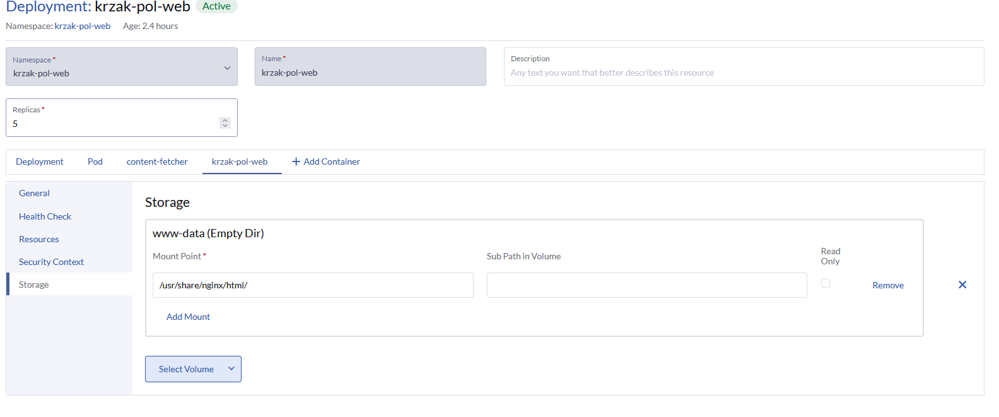 Deployment: krzak-pol-web Active
Namespace: krzak-pol-web Age: 2.4 hours
Namespace *
krzak-pol-web
Name *
krzak-pol-web
Description
Any text you want that better describes this resource
Replicas *
5
Deployment Pod content-fetcher krzak-pol-web + Add Container
General
Health Check
Resources
Security Context
Storage
Storage
www-data (Empty Dir)
Mount Point *
Sub Path in Volume
Read
Only
/usr/share/nginx/html/
Remove
Add Mount
Select Volume